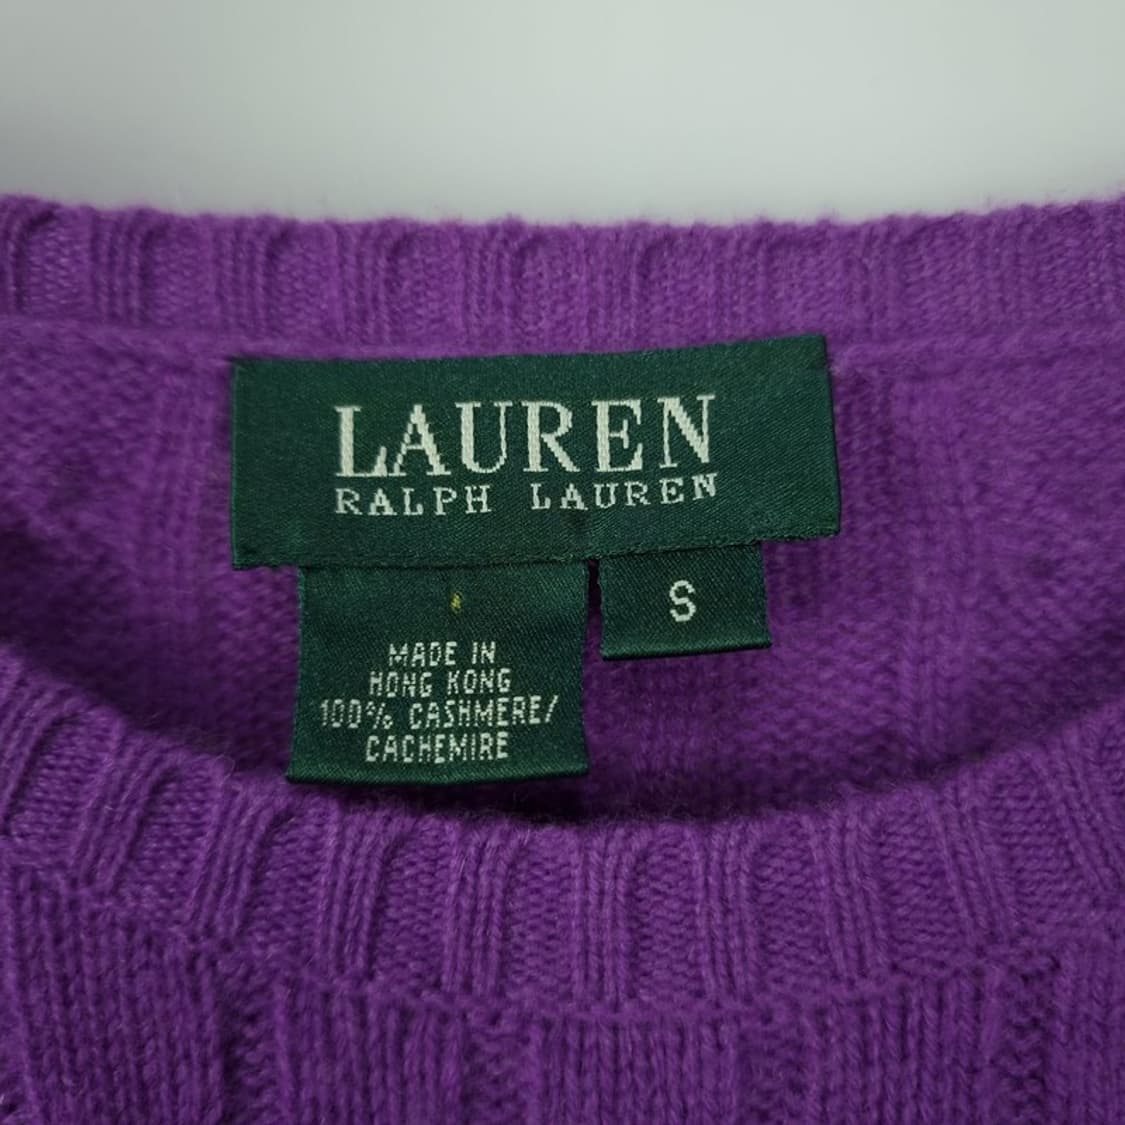 LAUREN
RALPH LAUREN
S
MADE IN
HONG KONG
100% CASHMERE/
CACHEMIRE